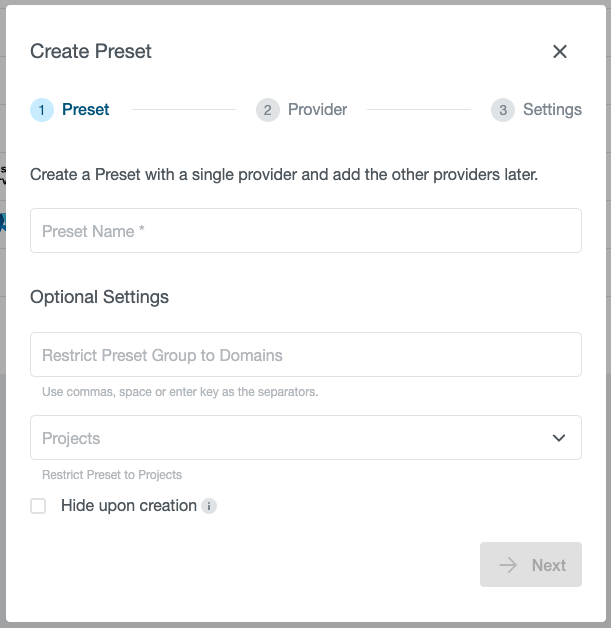 Create Preset
1 Preset 2 Provider 3 Settings
Create a Preset with a single provider and add the other providers later.
Preset Name *
Optional Settings
Restrict Preset Group to Domains
Use commas, space or enter key as the separators.
Projects
Restrict Preset to Projects
Hide upon creation i
Next